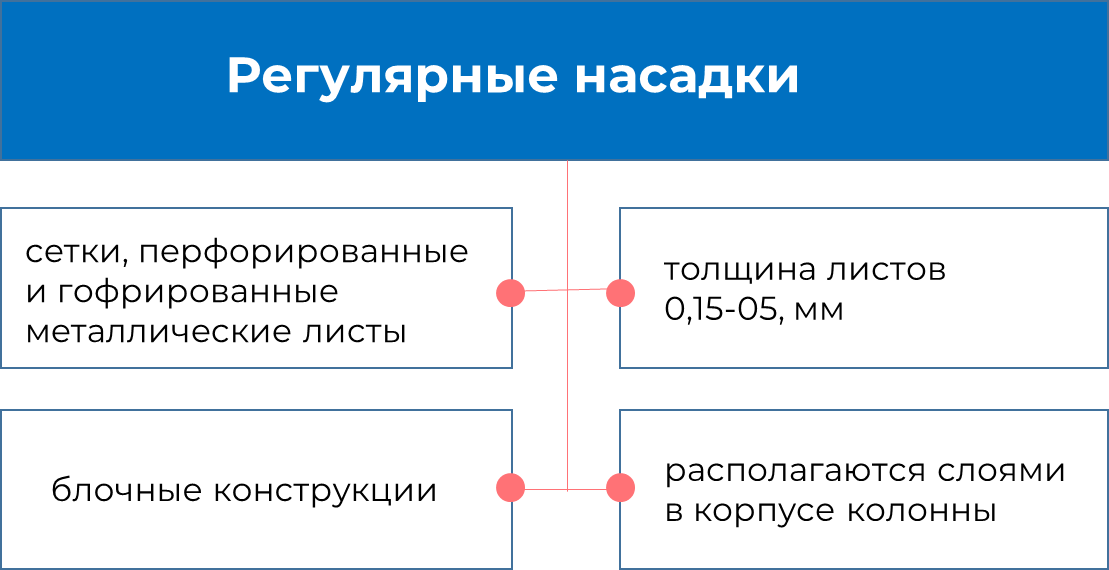 Регулярные насадки
сетки, перфорированные
и гофрированные
металлические листы
толщина листов
0,15-05, мм
блочные конструкции
располагаются слоями
в корпусе колонны